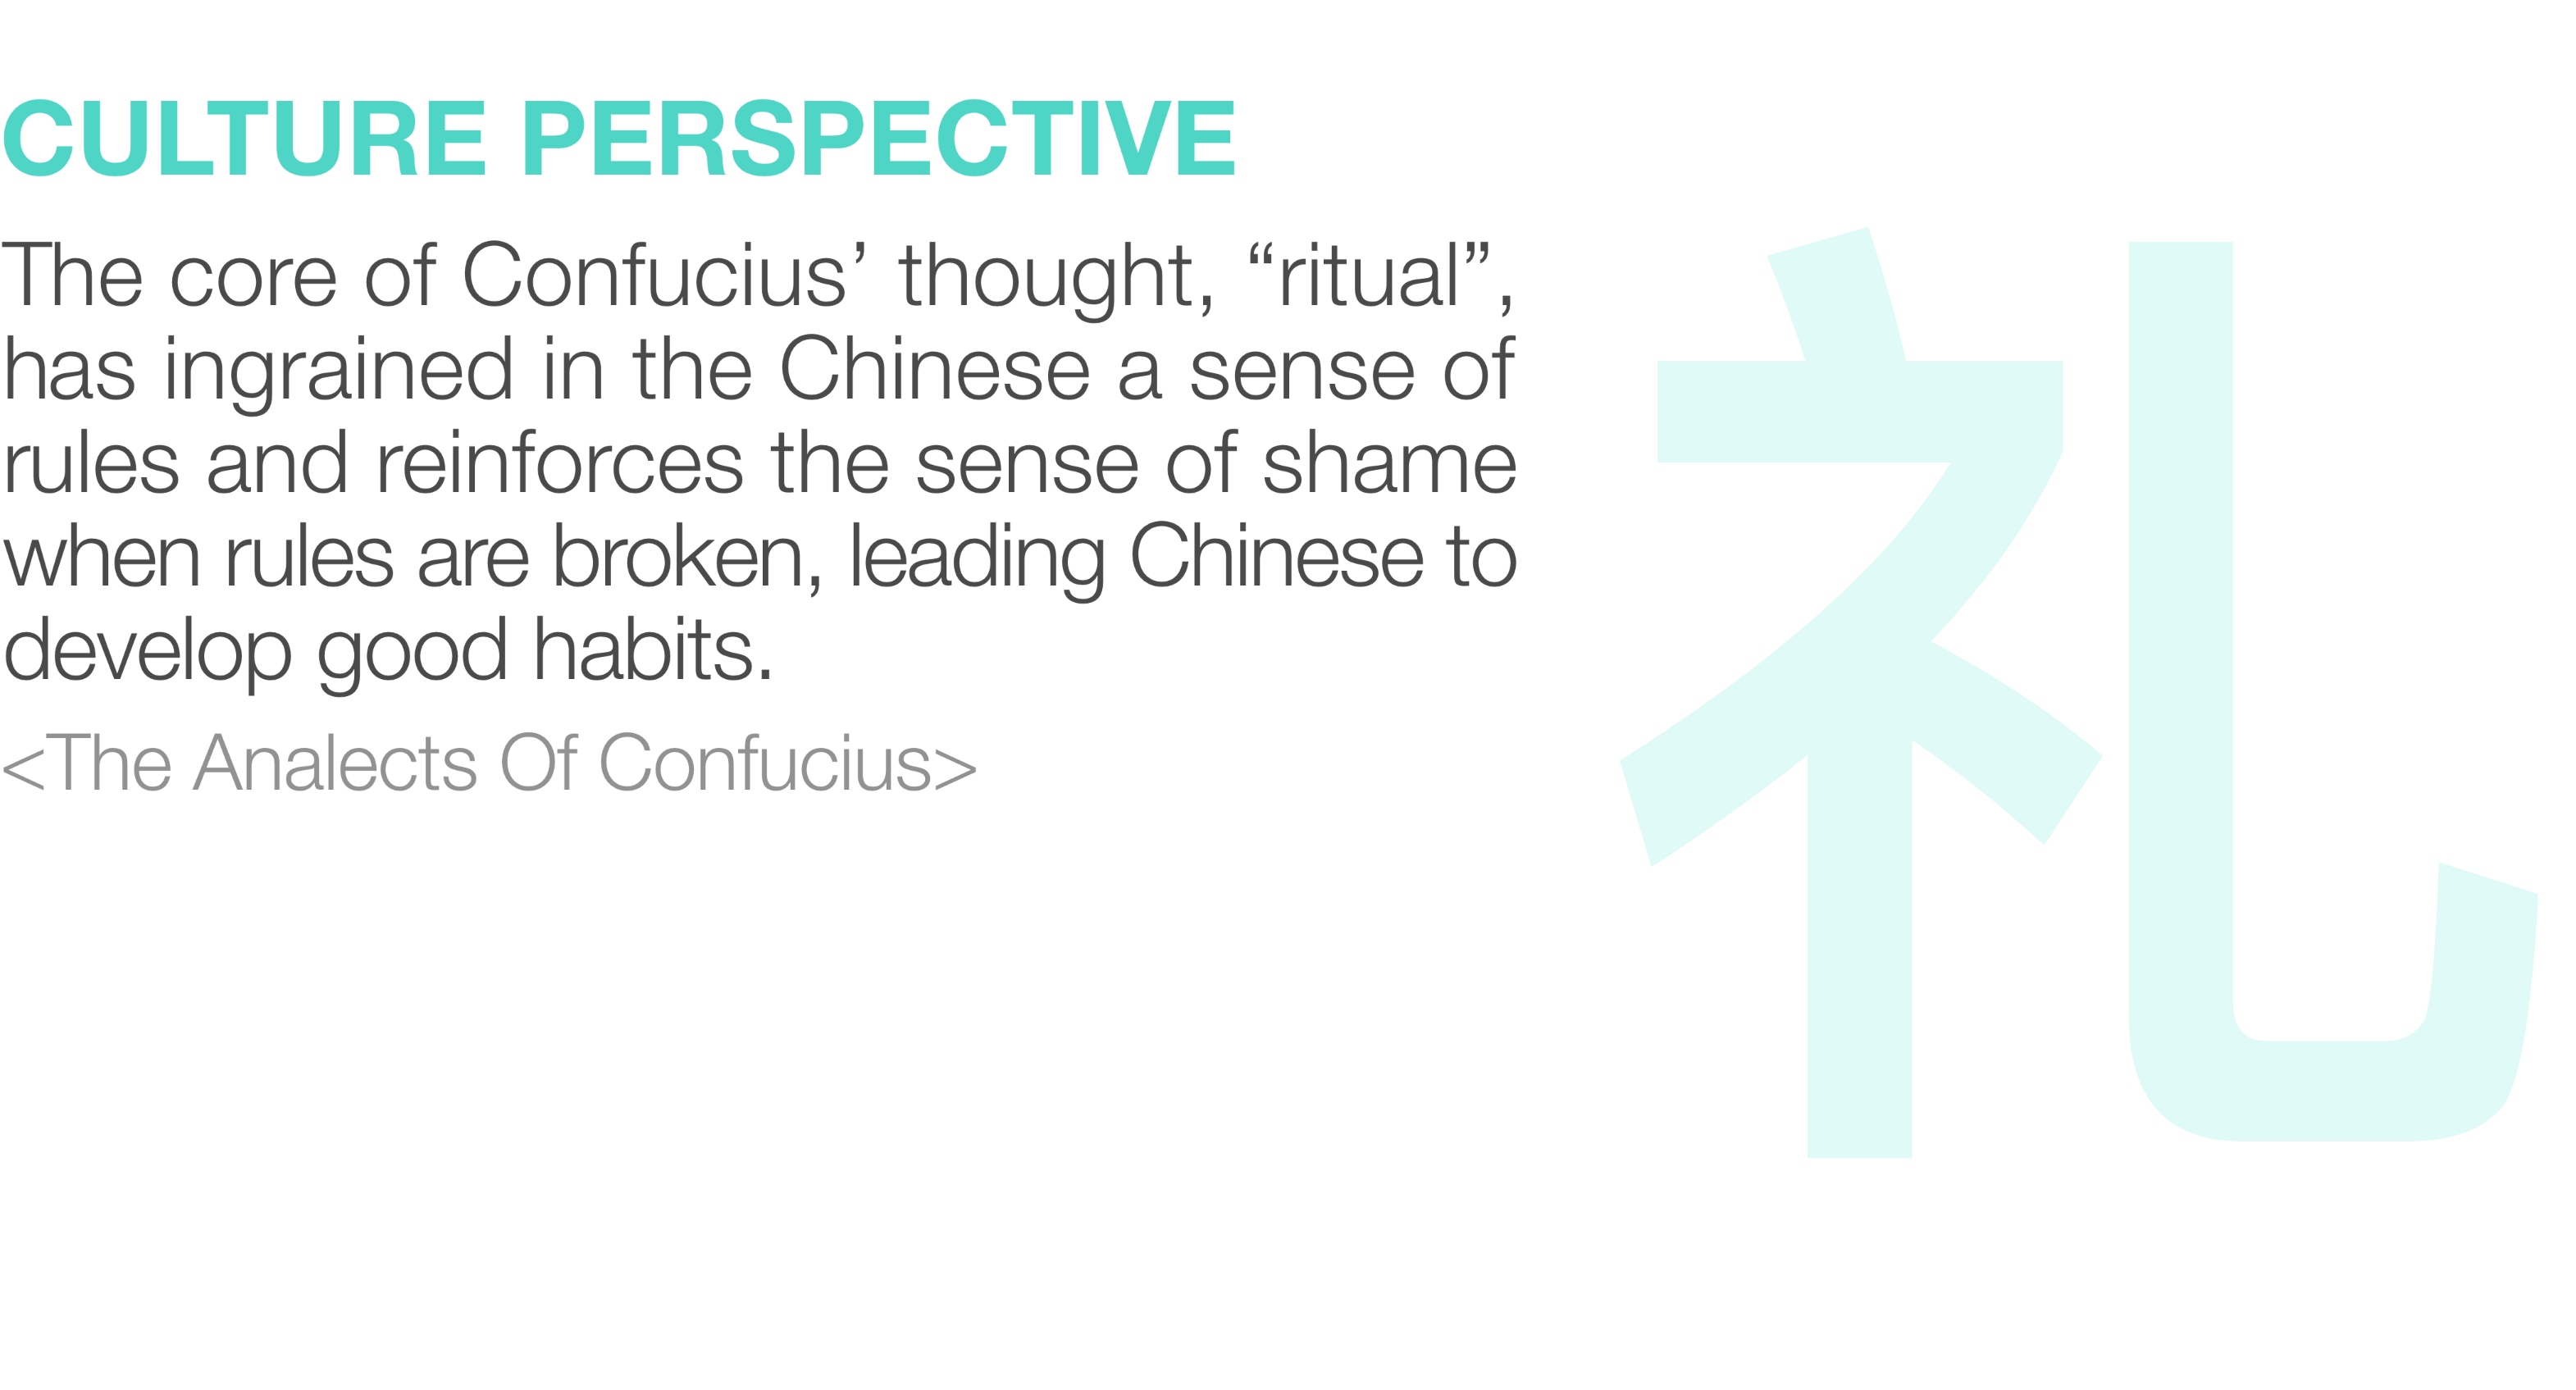 CULTURE PERSPECTIVE
The core of Confucius’ thought, “ritual”,
has ingrained in the Chinese a sense of
rules and reinforces the sense of shame
when rules are broken, leading Chinese to
develop good habits.
<The Analects Of Confucius>
礼